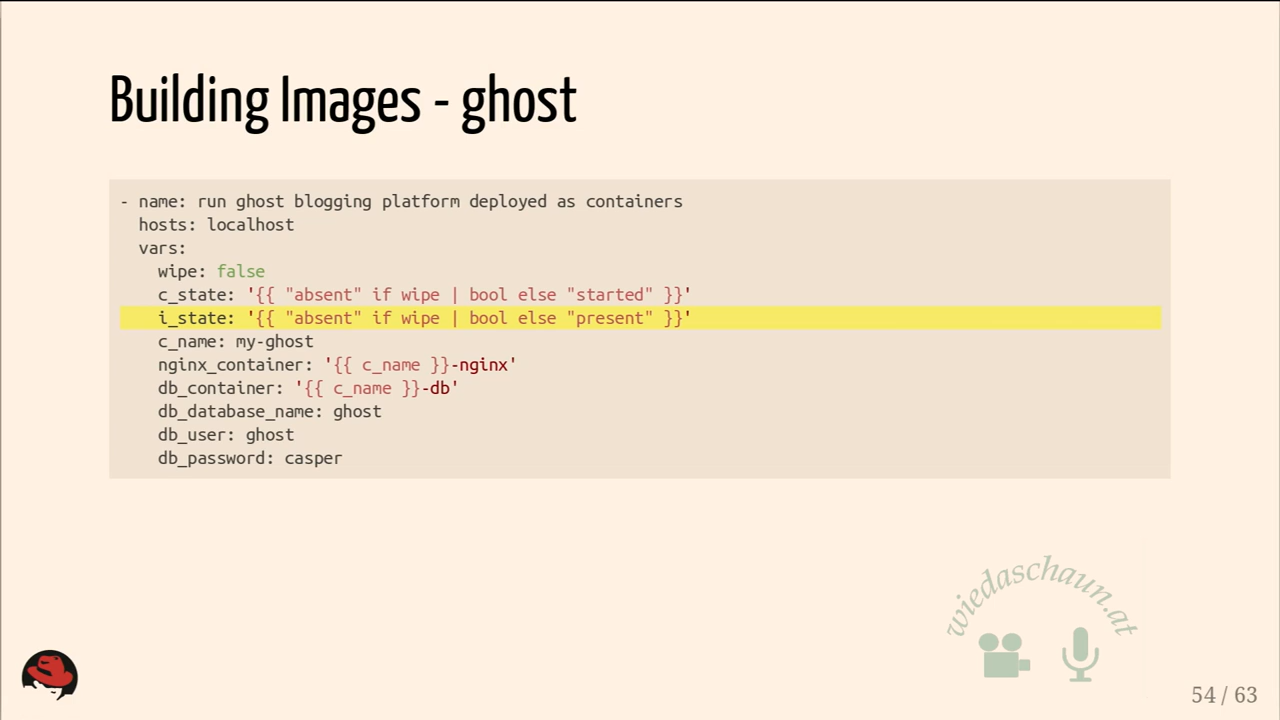 Building Images - ghost
- name: run ghost blogging platform deployed as containers
  hosts: localhost
  vars:
    wipe: false
    c_state: '{{ "absent" if wipe | bool else "started" }}'
    i_state: '{{ "absent" if wipe | bool else "present" }}'
    c_name: my-ghost
    nginx_container: '{{ c_name }}-nginx'
    db_container: '{{ c_name }}-db'
    db_database_name: ghost
    db_user: ghost
    db_password: casper
wiedaschaun.at
54 / 63